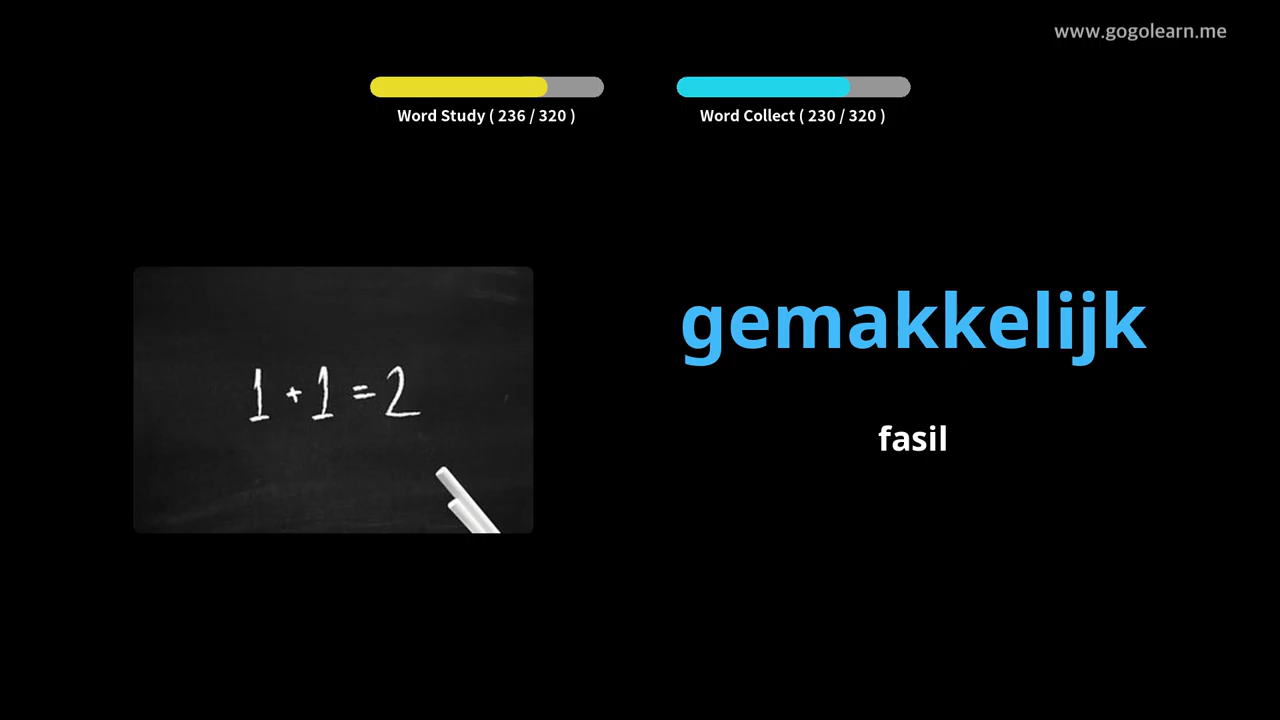 www.gogolearn.me
Word Study ( 236 / 320 )
Word Collect ( 230 / 320 )
1 + 1 = 2
gemakkelijk
fasil